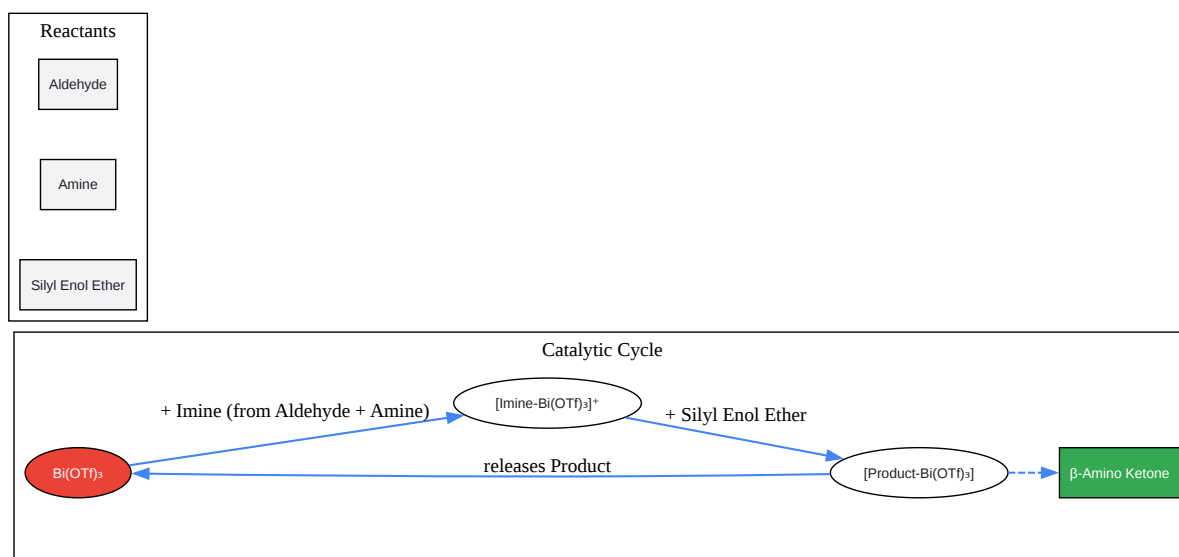 Reactants
Aldehyde
Amine
Silyl Enol Ether
Catalytic Cycle
[Imine-Bi(OTf)₃]⁺
+ Imine (from Aldehyde + Amine)
+ Silyl Enol Ether
releases Product
Bi(OTf)₃
[Product-Bi(OTf)₃]
β-Amino Ketone